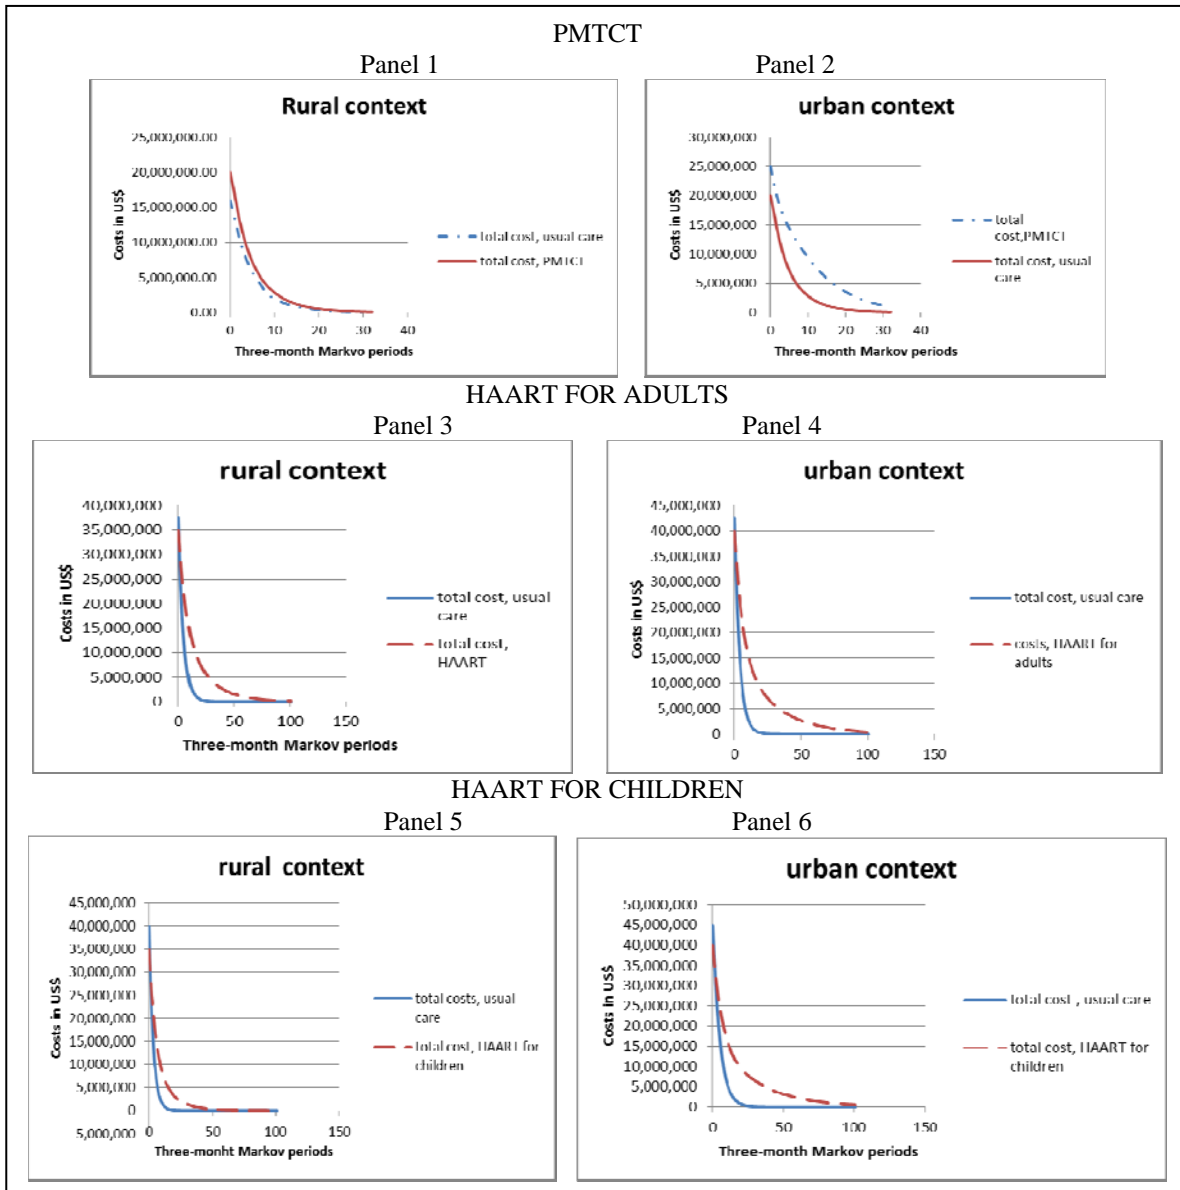 PMTCT
Panel 1
Panel 2
Rural context
25,000,000.00
20,000,000.00
15,000,000.00
10,000,000.00
5,000,000.00
0.00
Costs in US$
0 10 20 30 40
Three-month Markvo periods
total cost, usual care
total cost, PMTCT
urban context
30,000,000
25,000,000
20,000,000
15,000,000
10,000,000
5,000,000
0
Costs in US$
0 10 20 30 40
Three-month Markov periods
total
cost,PMTCT
total cost, usual
care
HAART FOR ADULTS
Panel 3
Panel 4
rural context
40,000,000
35,000,000
30,000,000
25,000,000
20,000,000
15,000,000
10,000,000
5,000,000
0
Costs in US$
0 50 100 150
Three-month Markov periods
total cost, usual
care
total cost,
HAART
urban context
45,000,000
40,000,000
35,000,000
30,000,000
25,000,000
20,000,000
15,000,000
10,000,000
5,000,000
0
Costs in US$
0 50 100 150
total cost, usual care
costs, HAART for
adults
HAART FOR CHILDREN
Panel 5
Panel 6
rural context
45,000,000
40,000,000
35,000,000
30,000,000
25,000,000
20,000,000
15,000,000
10,000,000
5,000,000
0
5,000,000
Costs in US$
0 50 100 150
Three-monht Markov periods
total costs, usual
care
total cost, HAART for
children
urban context
50,000,000
45,000,000
40,000,000
35,000,000
30,000,000
25,000,000
20,000,000
15,000,000
10,000,000
5,000,000
0
Costs in US$
0 50 100 150
Three-month Markov periods
total cost , usual care
total cost, HAART for
children